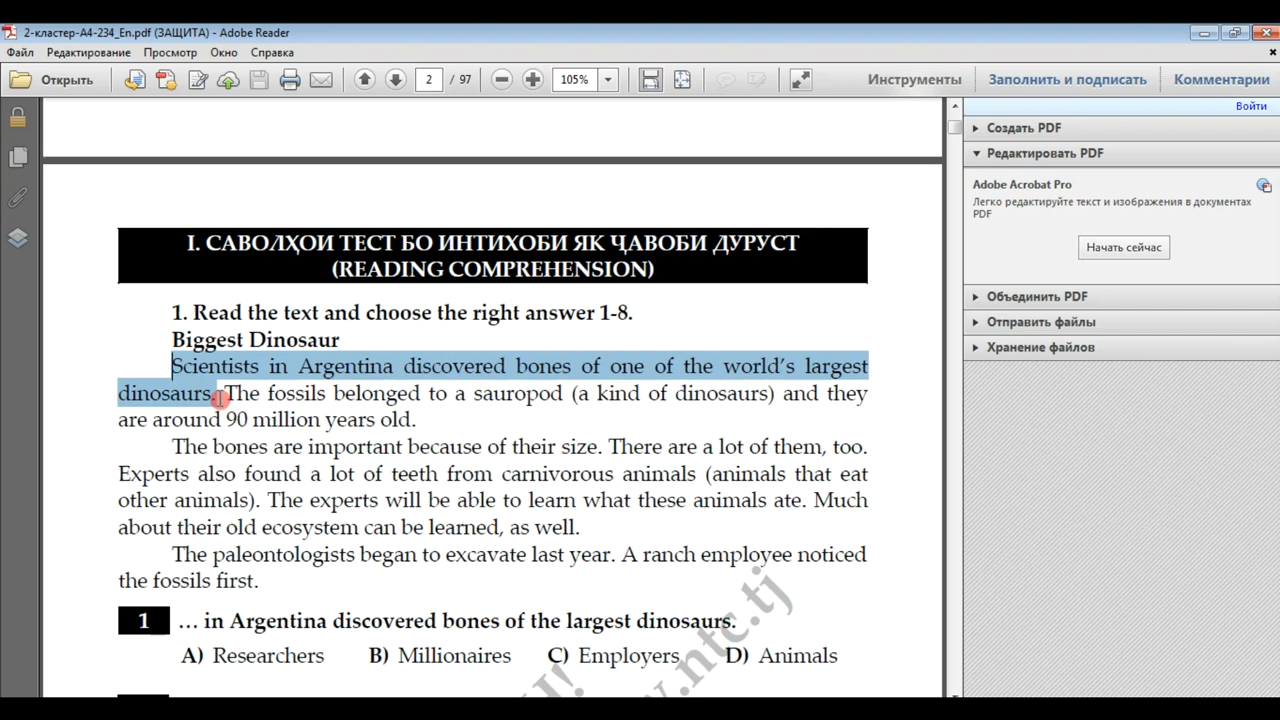 2-кластер-А4-234_En.pdf (ЗАЩИТА) - Adobe Reader
Файл Редактирование Просмотр Окно Справка
Открыть 2 / 97 105% Инструменты Заполнить и подписать Комментарии
Войти
Создать PDF
Редактировать PDF
Adobe Acrobat Pro
Легко редактируйте текст и изображения в документах
PDF
Начать сейчас
Объединить PDF
Отправить файлы
Хранение файлов
I. САВОЛҲОИ ТЕСТ БО ИНТИХОБИ ЯК ҶАВОБИ ДУРУСТ
(READING COMPREHENSION)
1. Read the text and choose the right answer 1-8.
Biggest Dinosaur
Scientists in Argentina discovered bones of one of the world's largest
dinosaurs. The fossils belonged to a sauropod (a kind of dinosaurs) and they
are around 90 million years old.
The bones are important because of their size. There are a lot of them, too.
Experts also found a lot of teeth from carnivorous animals (animals that eat
other animals). The experts will be able to learn what these animals ate. Much
about their old ecosystem can be learned, as well.
The paleontologists began to excavate last year. A ranch employee noticed
the fossils first.
1 … in Argentina discovered bones of the largest dinosaurs.
A) Researchers B) Millionaires C) Employers D) Animals
w.ntc.tj